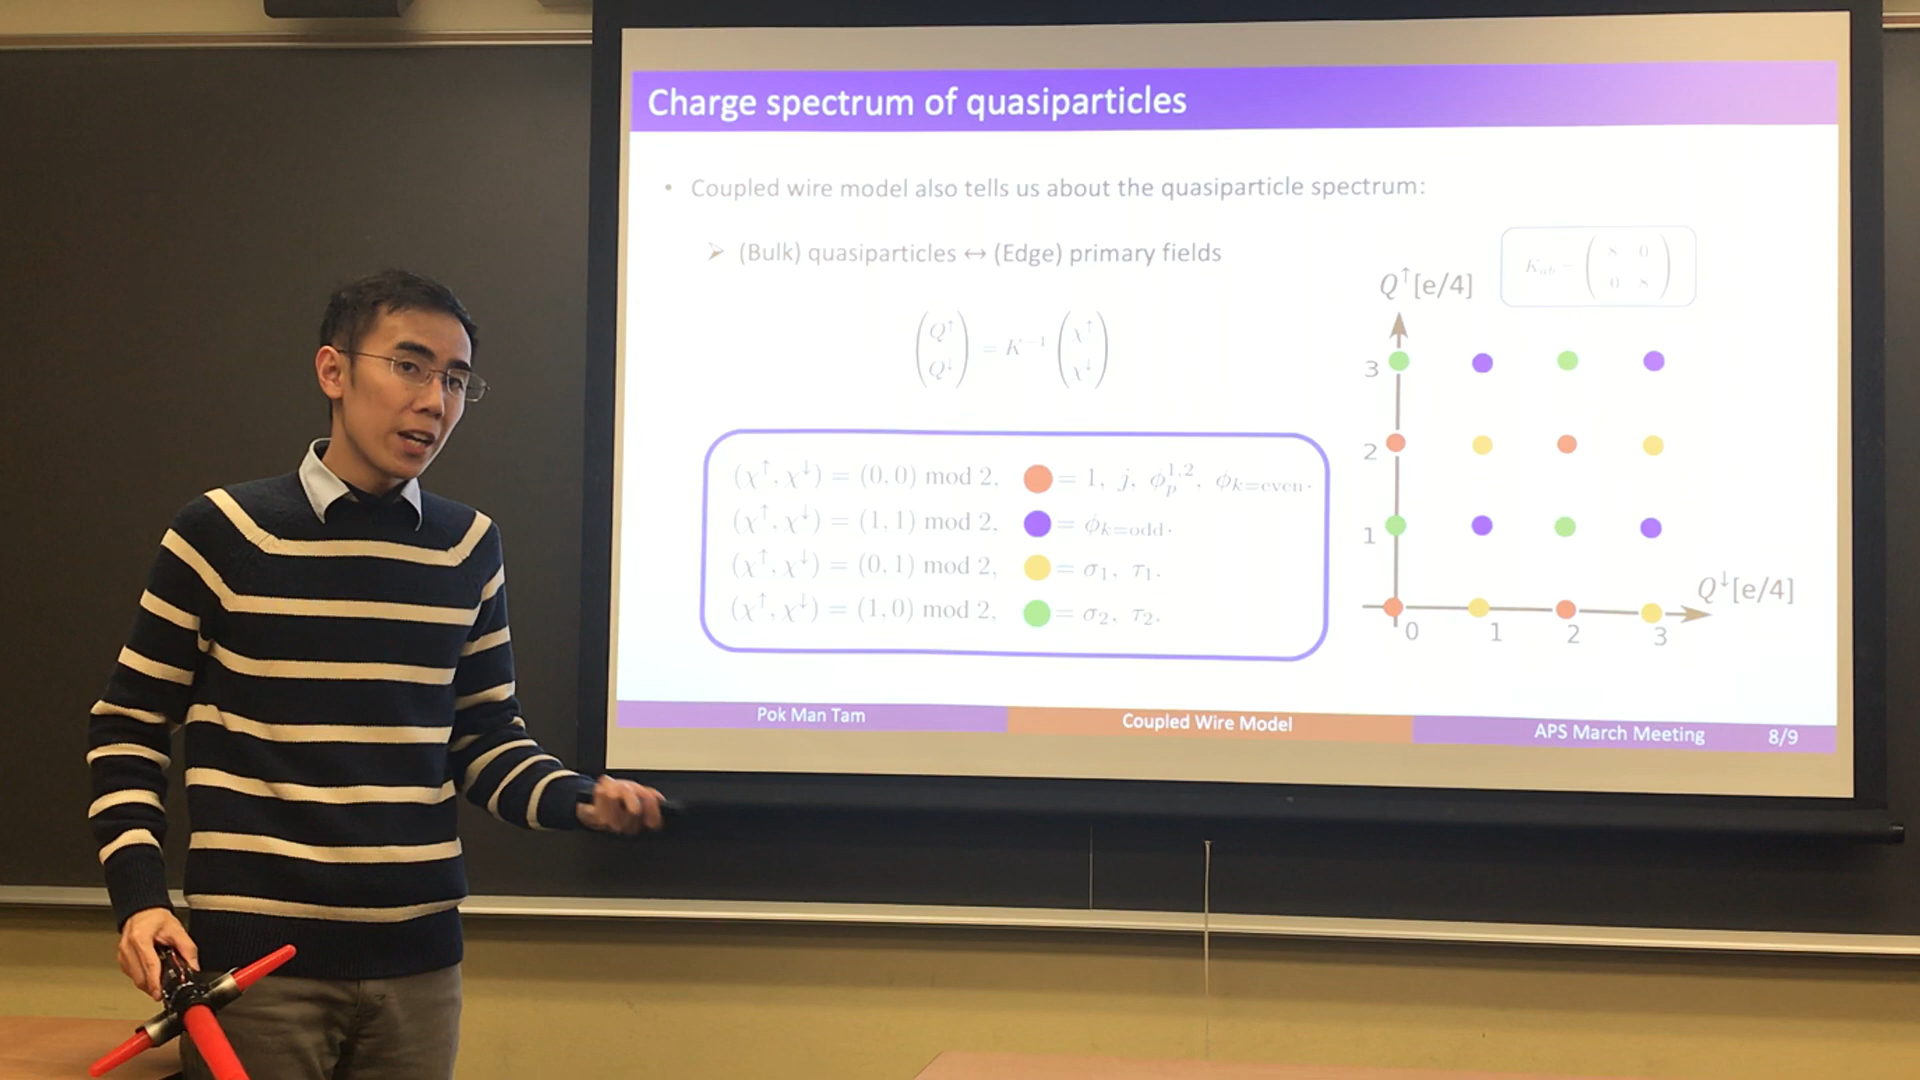 Charge spectrum of quasiparticles
• Coupled wire model also tells us about the quasiparticle spectrum:
➤ (Bulk) quasiparticles ↔ (Edge) primary fields
(Q↑ Q↓) = K⁻¹ (χ↑ χ↓)
(χ↑, χ↓) = (0, 0) mod 2, = 1, j, ϕₚ^1,2, ϕₖ₌even.
(χ↑, χ↓) = (1, 1) mod 2, = ϕₖ₌odd.
(χ↑, χ↓) = (0, 1) mod 2, = σ₁, τ₁.
(χ↑, χ↓) = (1, 0) mod 2, = σ₂, τ₂.
Q↑[e/4]
3
2
1
Q↓[e/4]
0 1 2 3
Pok Man Tam Coupled Wire Model APS March Meeting 8/9